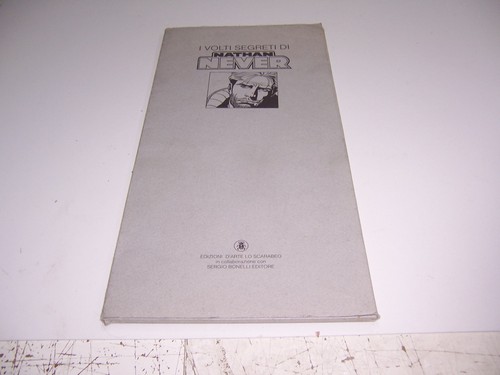 I VOLTI SEGRETI DI
NATHAN
NEVER
EDIZIONI D'ARTE LO SCARABEO
in collaborazione con
SERGIO BONELLI EDITORE